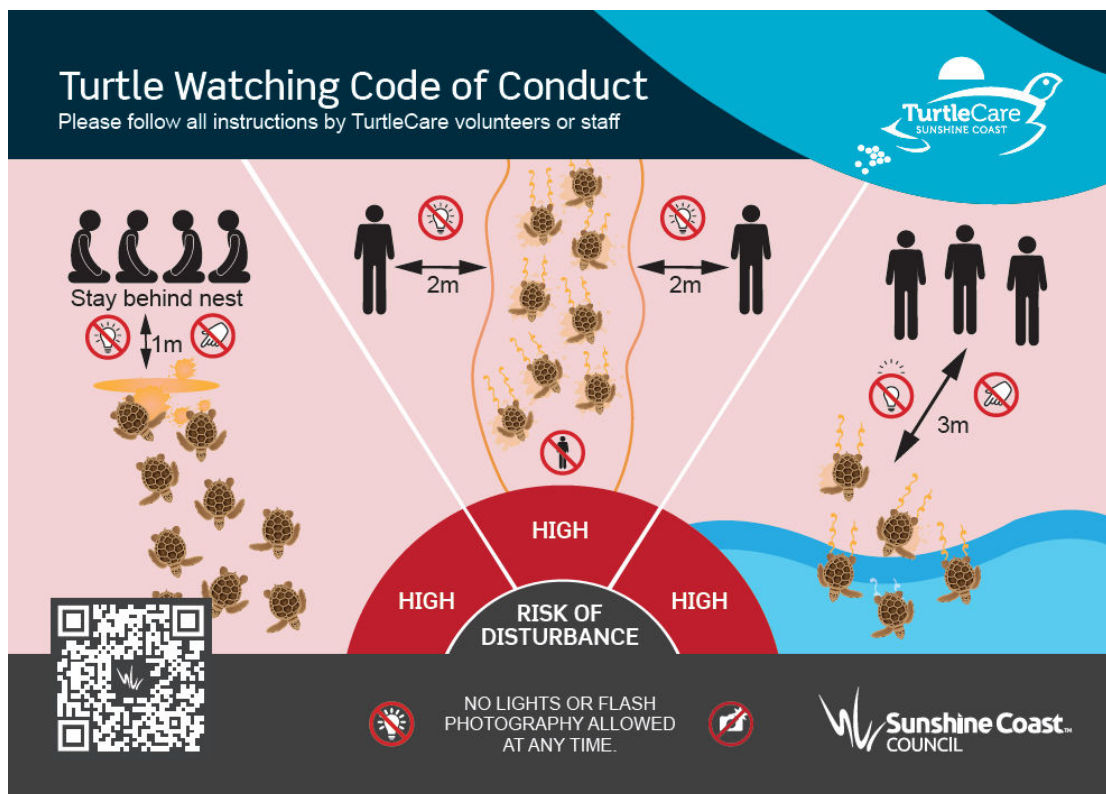 Turtle Watching Code of Conduct
Please follow all instructions by TurtleCare volunteers or staff
TurtleCare
SUNSHINE COAST
Stay behind nest
1m
2m
2m
3m
HIGH
HIGH
HIGH
RISK OF
DISTURBANCE
NO LIGHTS OR FLASH
PHOTOGRAPHY ALLOWED
AT ANY TIME.
Sunshine Coast™
COUNCIL